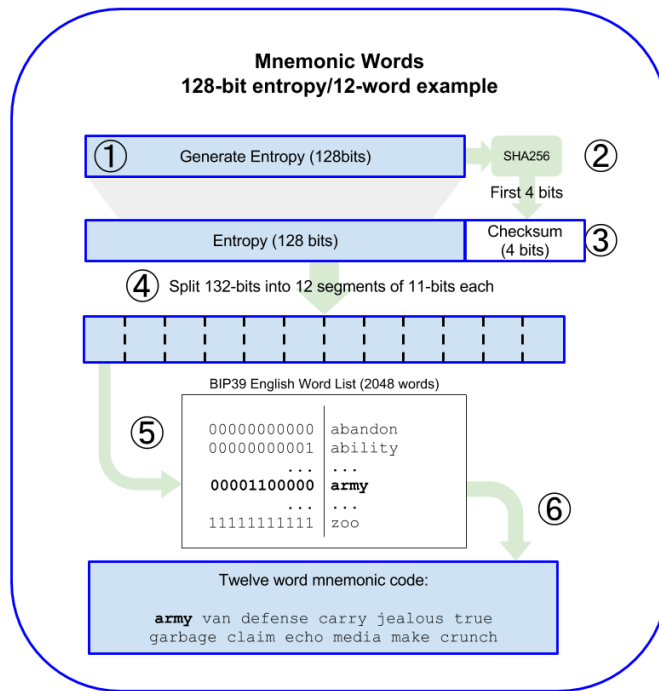 Mnemonic Words
128-bit entropy/12-word example
① Generate Entropy (128bits) SHA256 ②
First 4 bits
Entropy (128 bits) Checksum ③
(4 bits)
④ Split 132-bits into 12 segments of 11-bits each
BIP39 English Word List (2048 words)
⑤
00000000000 abandon
00000000001 ability
... ...
00001100000 army
... ...
11111111111 zoo
⑥
Twelve word mnemonic code:
army van defense carry jealous true
garbage claim echo media make crunch